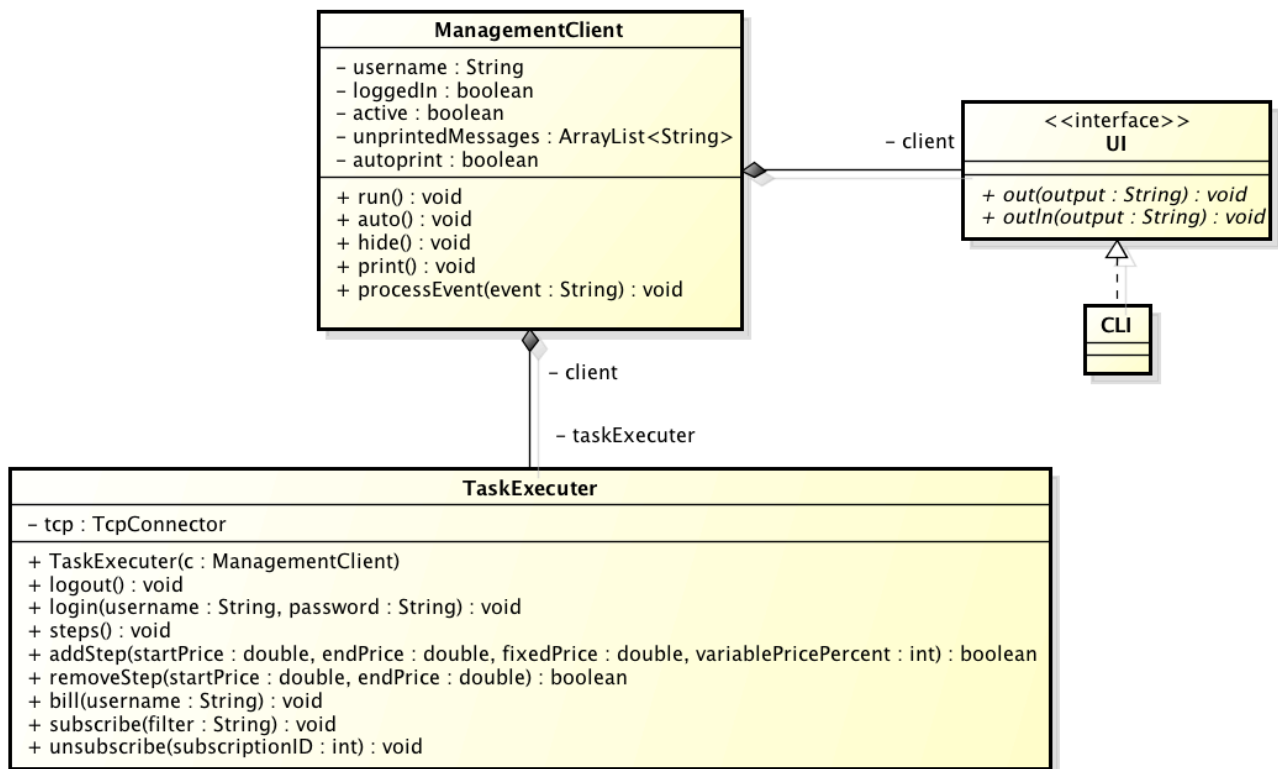 ManagementClient
- username : String
- loggedIn : boolean
- active : boolean
- unprintedMessages : ArrayList<String>
- autoprint : boolean
+ run() : void
+ auto() : void
+ hide() : void
+ print() : void
+ processEvent(event : String) : void
- client
<<interface>>
UI
+ out(output : String) : void
+ outln(output : String) : void
CLI
- client
- taskExecuter
TaskExecuter
- tcp : TcpConnector
+ TaskExecuter(c : ManagementClient)
+ logout() : void
+ login(username : String, password : String) : void
+ steps() : void
+ addStep(startPrice : double, endPrice : double, fixedPrice : double, variablePricePercent : int) : boolean
+ removeStep(startPrice : double, endPrice : double) : boolean
+ bill(username : String) : void
+ subscribe(filter : String) : void
+ unsubscribe(subscriptionID : int) : void